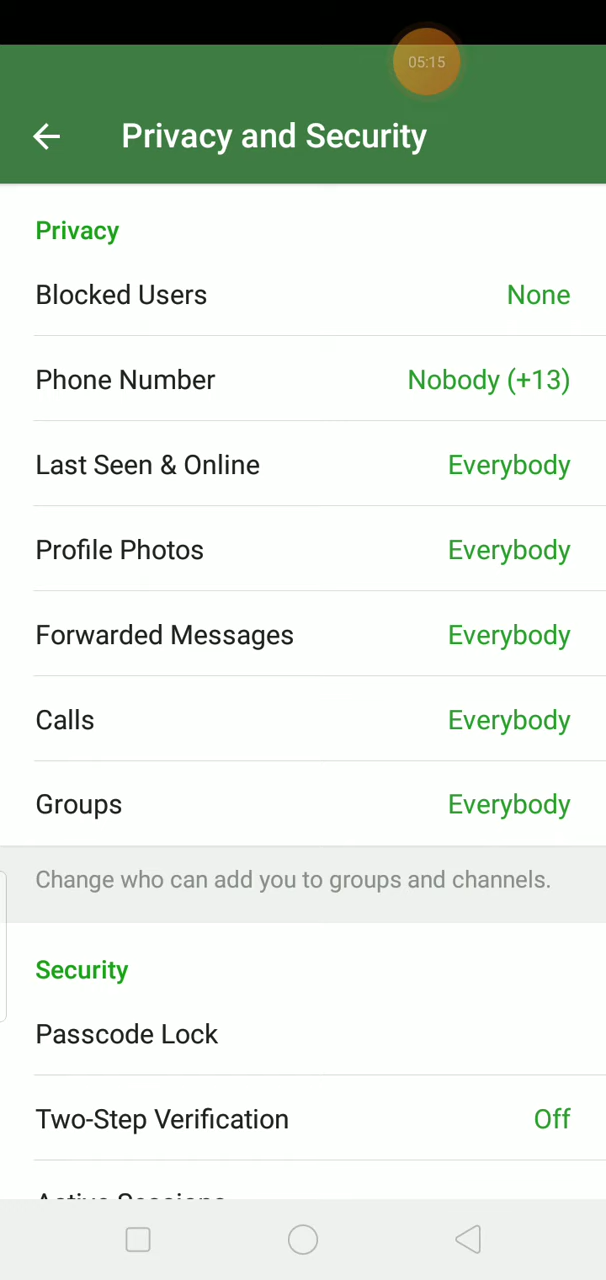 05:15
Privacy and Security
Privacy
Blocked Users None
Phone Number Nobody (+13)
Last Seen & Online Everybody
Profile Photos Everybody
Forwarded Messages Everybody
Calls Everybody
Groups Everybody
Change who can add you to groups and channels.
Security
Passcode Lock
Two-Step Verification Off
Active Sessions